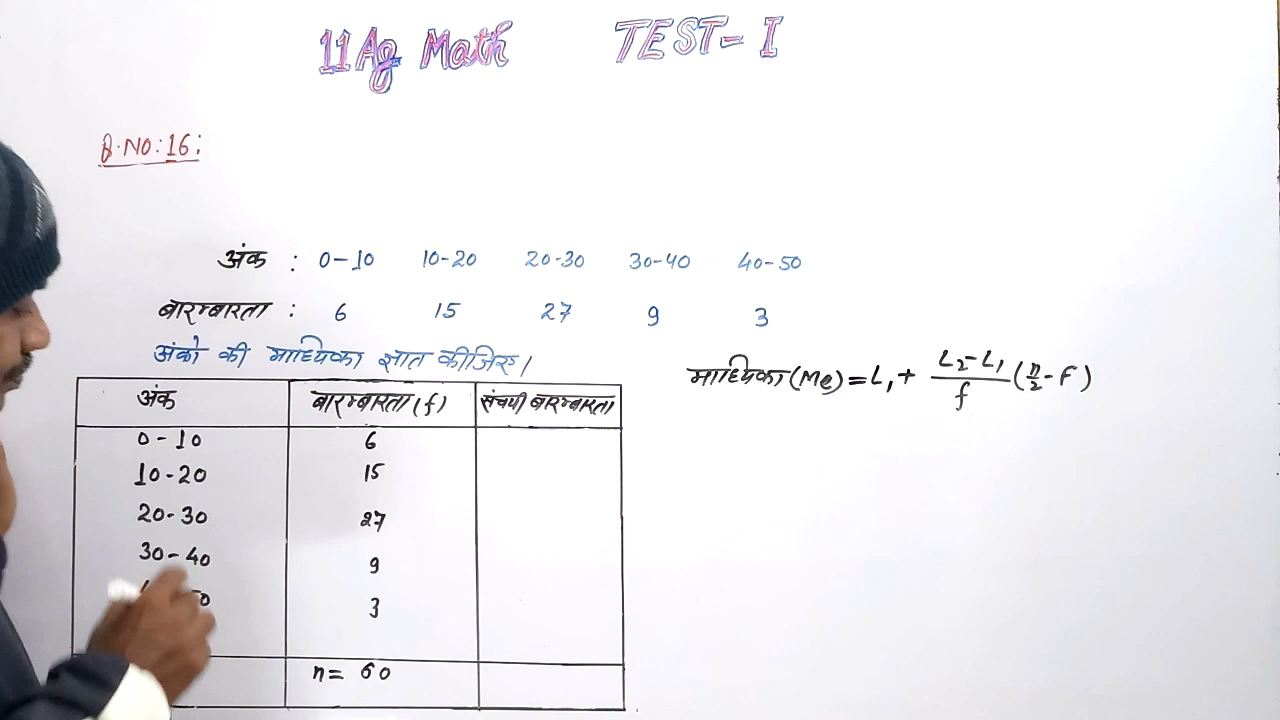 11 Ag Math TEST- I
Q.NO:16:
अंक : 0-10 10-20 20-30 30-40 40-50
बारम्बारता : 6 15 27 9 3
अंको की माध्यिका ज्ञात कीजिए।
माध्यिका (Me) = L₁ + (L₂-L₁)/f (n/2 - F)
अंक बारम्बारता (f) संचयी बारम्बारता
0-10 6
10-20 15
20-30 27
30-40 9
3
n = 60